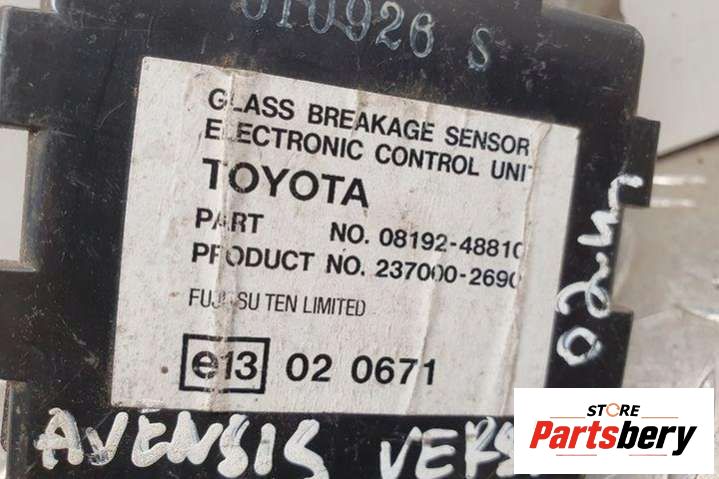 010926 S
GLASS BREAKAGE SENSOR
ELECTRONIC CONTROL UNIT
TOYOTA
PART NO. 08192-48810
PRODUCT NO. 237000-2690
FUJITSU TEN LIMITED
e13 02 0671
AVENSIS VERS
STORE
Partsbery